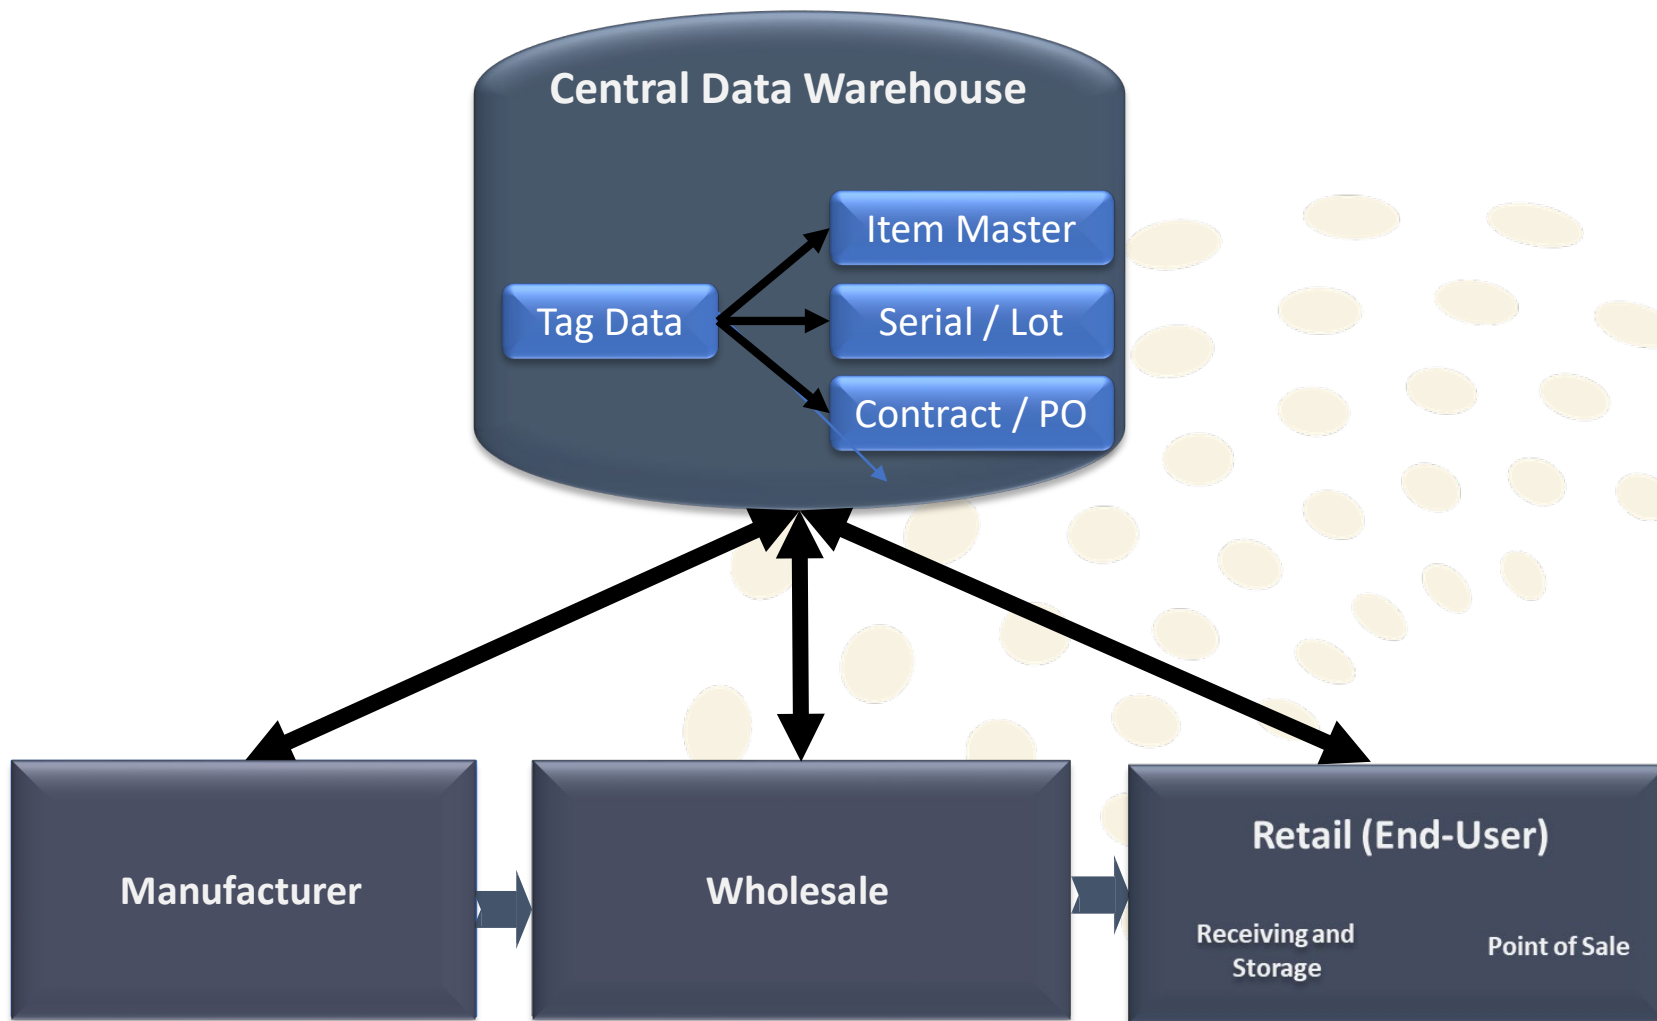 Central Data Warehouse
Item Master
Tag Data
Serial / Lot
Contract / PO
Manufacturer
Wholesale
Retail (End-User)
Receiving and
Storage
Point of Sale